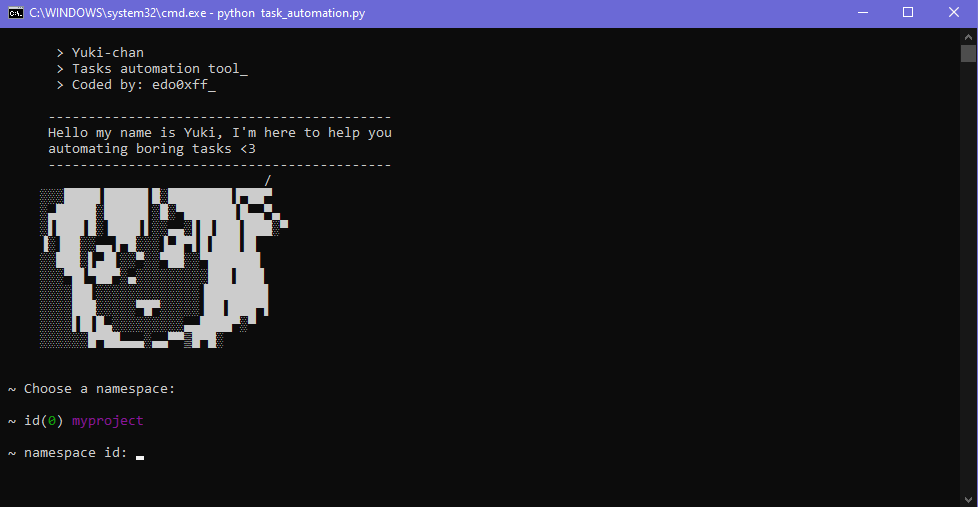 C:\WINDOWS\system32\cmd.exe - python  task_automation.py
> Yuki-chan
> Tasks automation tool_
> Coded by: edo0xff_
-------------------------------------------
Hello my name is Yuki, I'm here to help you
automating boring tasks <3
-------------------------------------------
~ Choose a namespace:
~ id(0) myproject
~ namespace id: